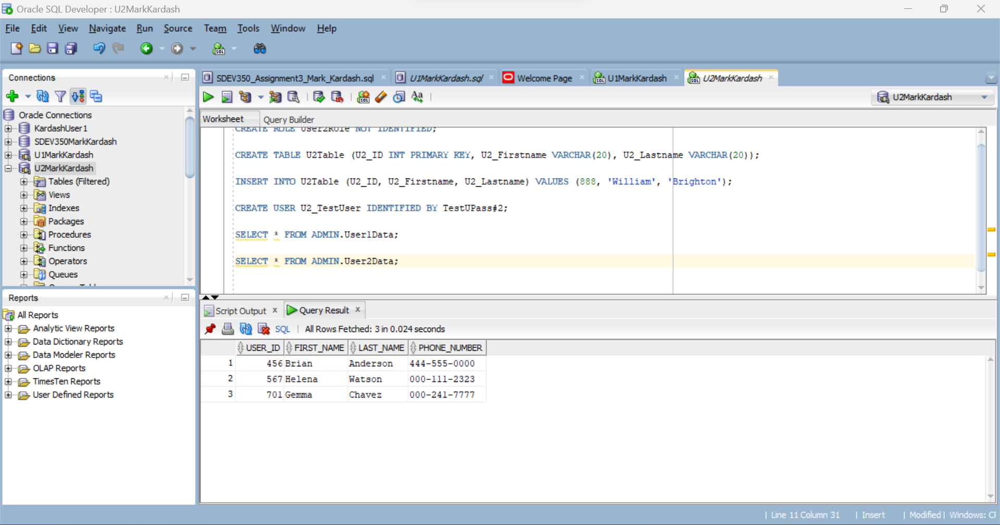 Oracle SQL Developer : U2MarkKardash
File Edit View Navigate Run Source Team Tools Window Help
Connections
Oracle Connections
KardashUser1
SDEV350MarkKardash
U1MarkKardash
U2MarkKardash
Tables (Filtered)
Views
Indexes
Packages
Procedures
Functions
Operators
Queues
Reports
All Reports
Analytic View Reports
Data Dictionary Reports
Data Modeler Reports
OLAP Reports
TimesTen Reports
User Defined Reports
SDEV350_Assignment3_Mark_Kardash.sql U1MarkKardash.sql Welcome Page U1MarkKardash U2MarkKardash
U2MarkKardash
Worksheet Query Builder
CREATE ROLE User2Role NOT IDENTIFIED;
CREATE TABLE U2Table (U2_ID INT PRIMARY KEY, U2_Firstname VARCHAR(20), U2_Lastname VARCHAR(20));
INSERT INTO U2Table (U2_ID, U2_Firstname, U2_Lastname) VALUES (888, 'William', 'Brighton');
CREATE USER U2_TestUser IDENTIFIED BY TestUPass#2;
SELECT * FROM ADMIN.User1Data;
SELECT * FROM ADMIN.User2Data;
Script Output Query Result
SQL All Rows Fetched: 3 in 0.024 seconds
USER_ID FIRST_NAME LAST_NAME PHONE_NUMBER
1 456 Brian Anderson 444-555-0000
2 567 Helena Watson 000-111-2323
3 701 Gemma Chavez 000-241-7777
| Line 11 Column 31 | Insert | Modified | Windows: